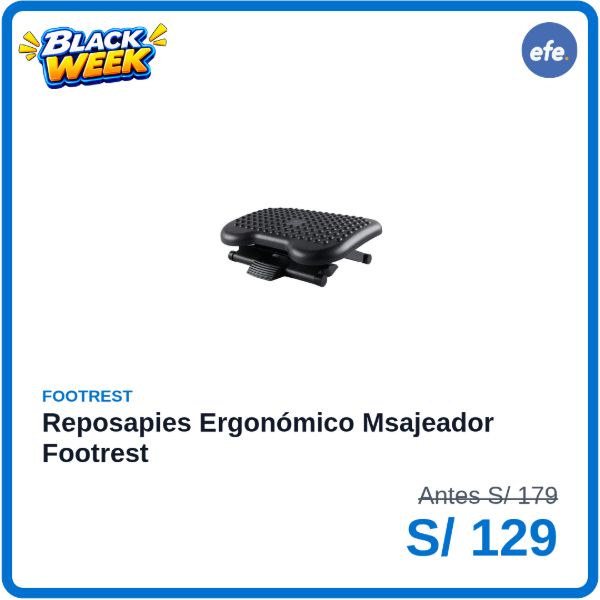 BLACK
WEEK
efe.
FOOTREST
Reposapies Ergonómico Msajeador
Footrest
Antes S/ 179
S/ 129